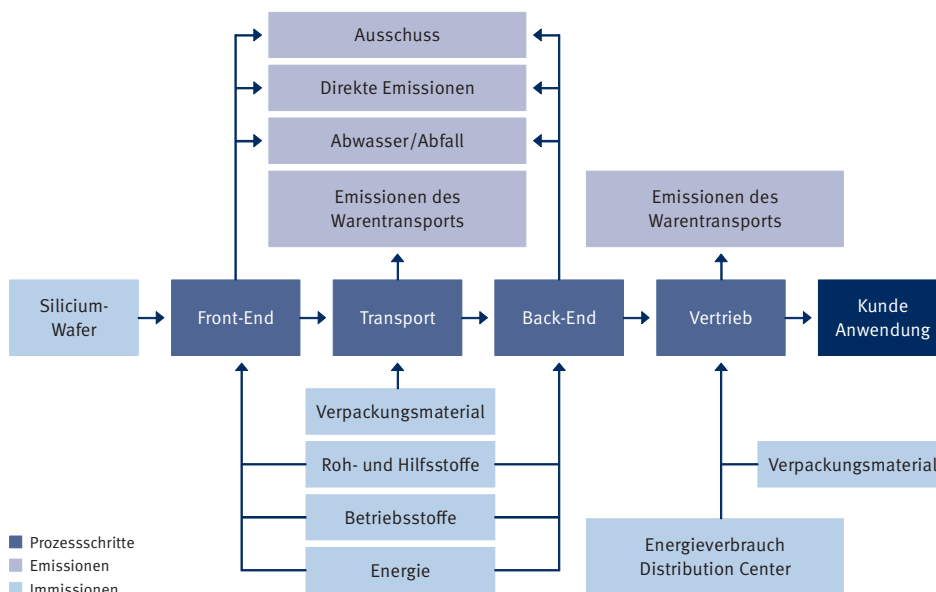 Ausschuss
Direkte Emissionen
Abwasser/Abfall
Emissionen des
Warentransports
Emissionen des
Warentransports
Silicium-
Wafer
Front-End
Transport
Back-End
Vertrieb
Kunde
Anwendung
Verpackungsmaterial
Roh- und Hilfsstoffe
Verpackungsmaterial
Betriebsstoffe
Energie
Energieverbrauch
Distribution Center
Prozessschritte
Emissionen
Immissionen